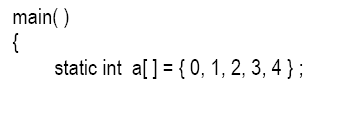 main( )
{
static int a[ ] = { 0, 1, 2, 3, 4 } ;